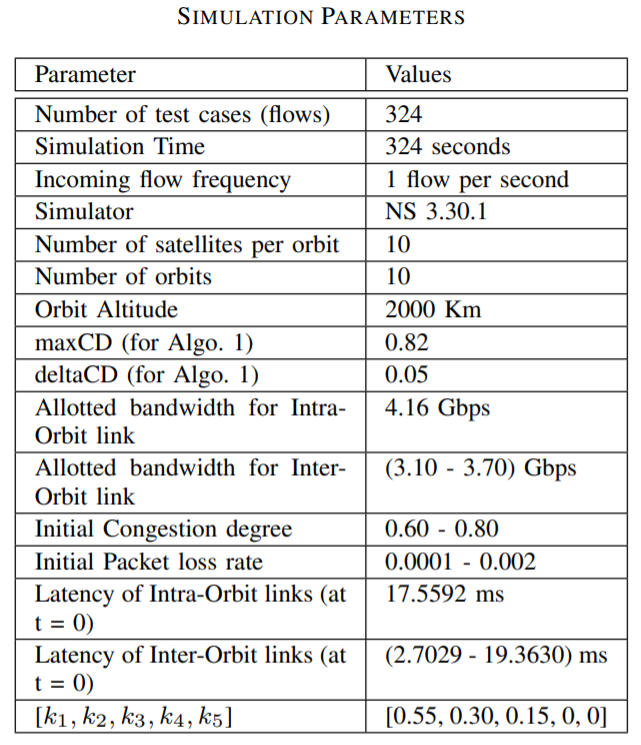 SIMULATION PARAMETERS
Parameter Values
Number of test cases (flows) 324
Simulation Time 324 seconds
Incoming flow frequency 1 flow per second
Simulator NS 3.30.1
Number of satellites per orbit 10
Number of orbits 10
Orbit Altitude 2000 Km
maxCD (for Algo. 1) 0.82
deltaCD (for Algo. 1) 0.05
Allotted bandwidth for Intra- 4.16 Gbps
Orbit link
Allotted bandwidth for Inter- (3.10 - 3.70) Gbps
Orbit link
Initial Congestion degree 0.60 - 0.80
Initial Packet loss rate 0.0001 - 0.002
Latency of Intra-Orbit links (at 17.5592 ms
t = 0)
Latency of Inter-Orbit links (at (2.7029 - 19.3630) ms
t = 0)
[k₁, k₂, k₃, k₄, k₅] [0.55, 0.30, 0.15, 0, 0]